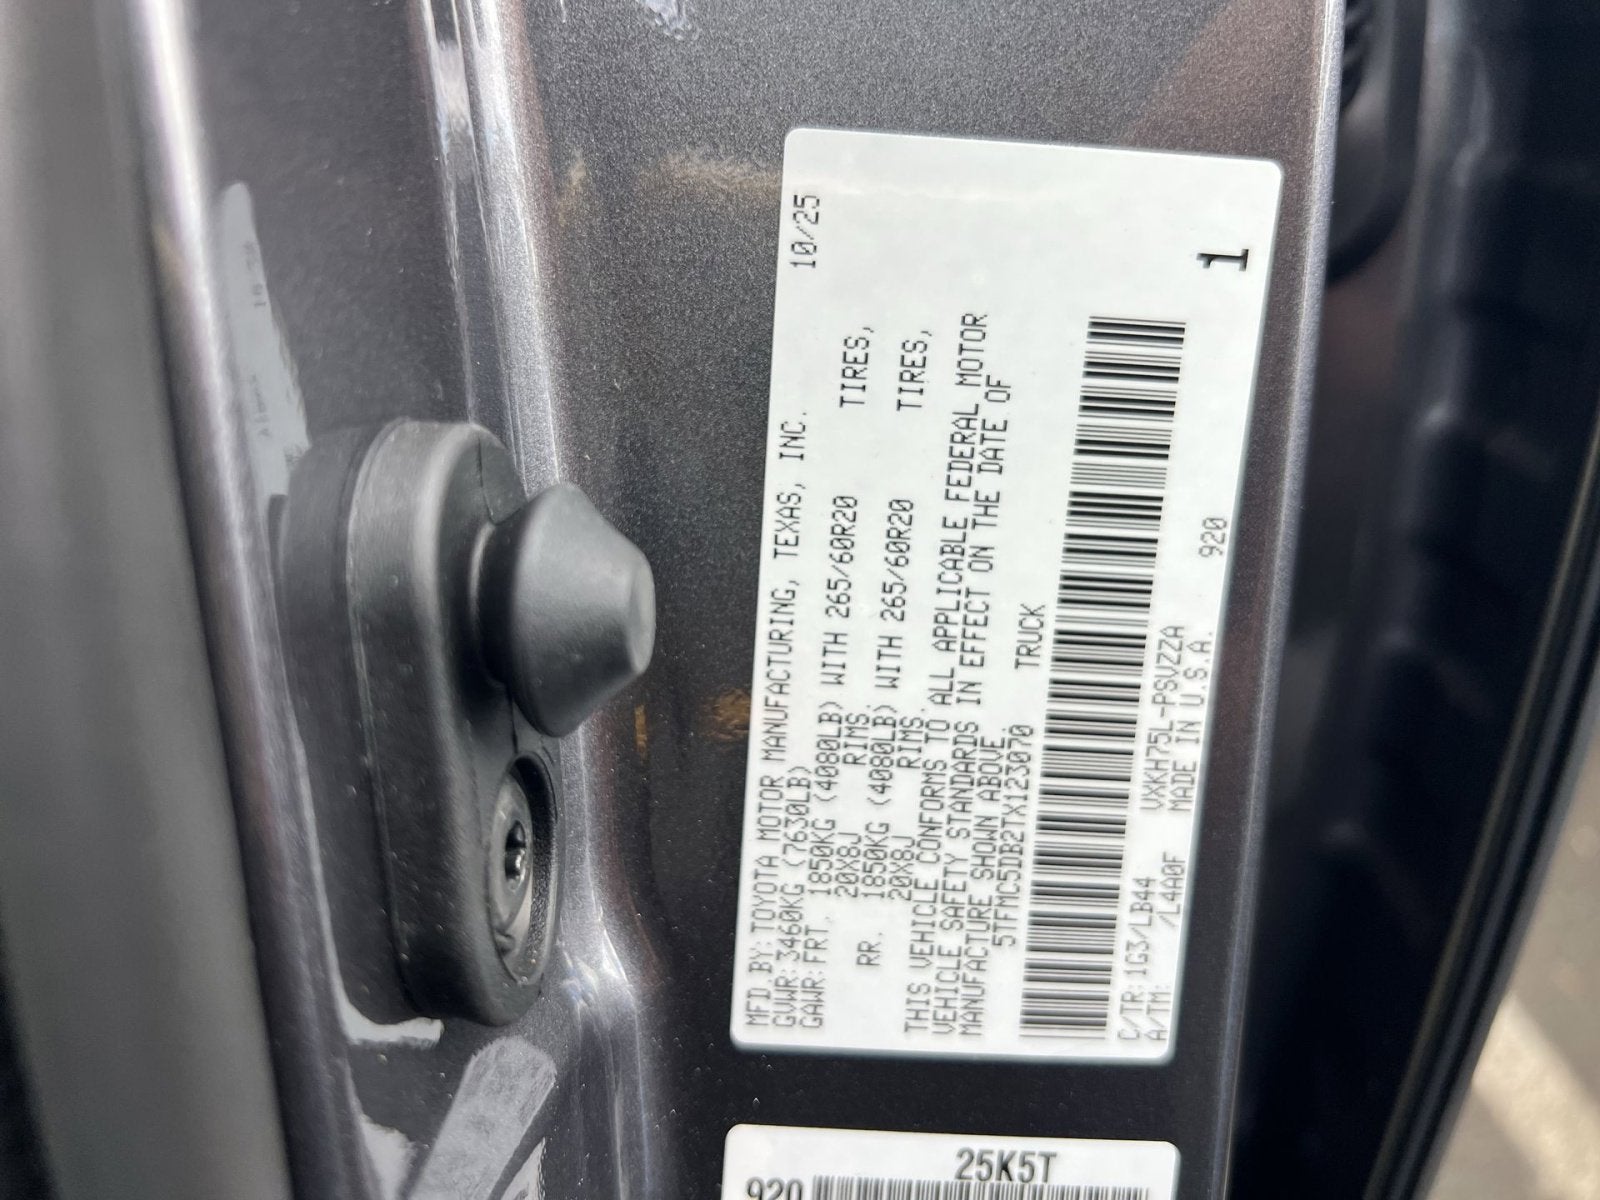 MFD BY: TOYOTA MOTOR MANUFACTURING, TEXAS, INC. 10/25
GVWR: 3460KG (7630LB)
GAWR: FRT, 1850KG (4080LB) WITH 265/60R20 TIRES,
20X8J RIMS
RR. 1850KG (4080LB) WITH 265/60R20 TIRES,
20X8J RIMS.
THIS VEHICLE CONFORMS TO ALL APPLICABLE FEDERAL MOTOR
VEHICLE SAFETY STANDARDS IN EFFECT ON THE DATE OF
MANUFACTURE SHOWN ABOVE.
5TFMC5DB2TX123070 TRUCK
C/TR: 1G3/LB44 VXKH75L-PSVZZA
A/TM: /L4A0F MADE IN U.S.A. 920
1
25K5T
920